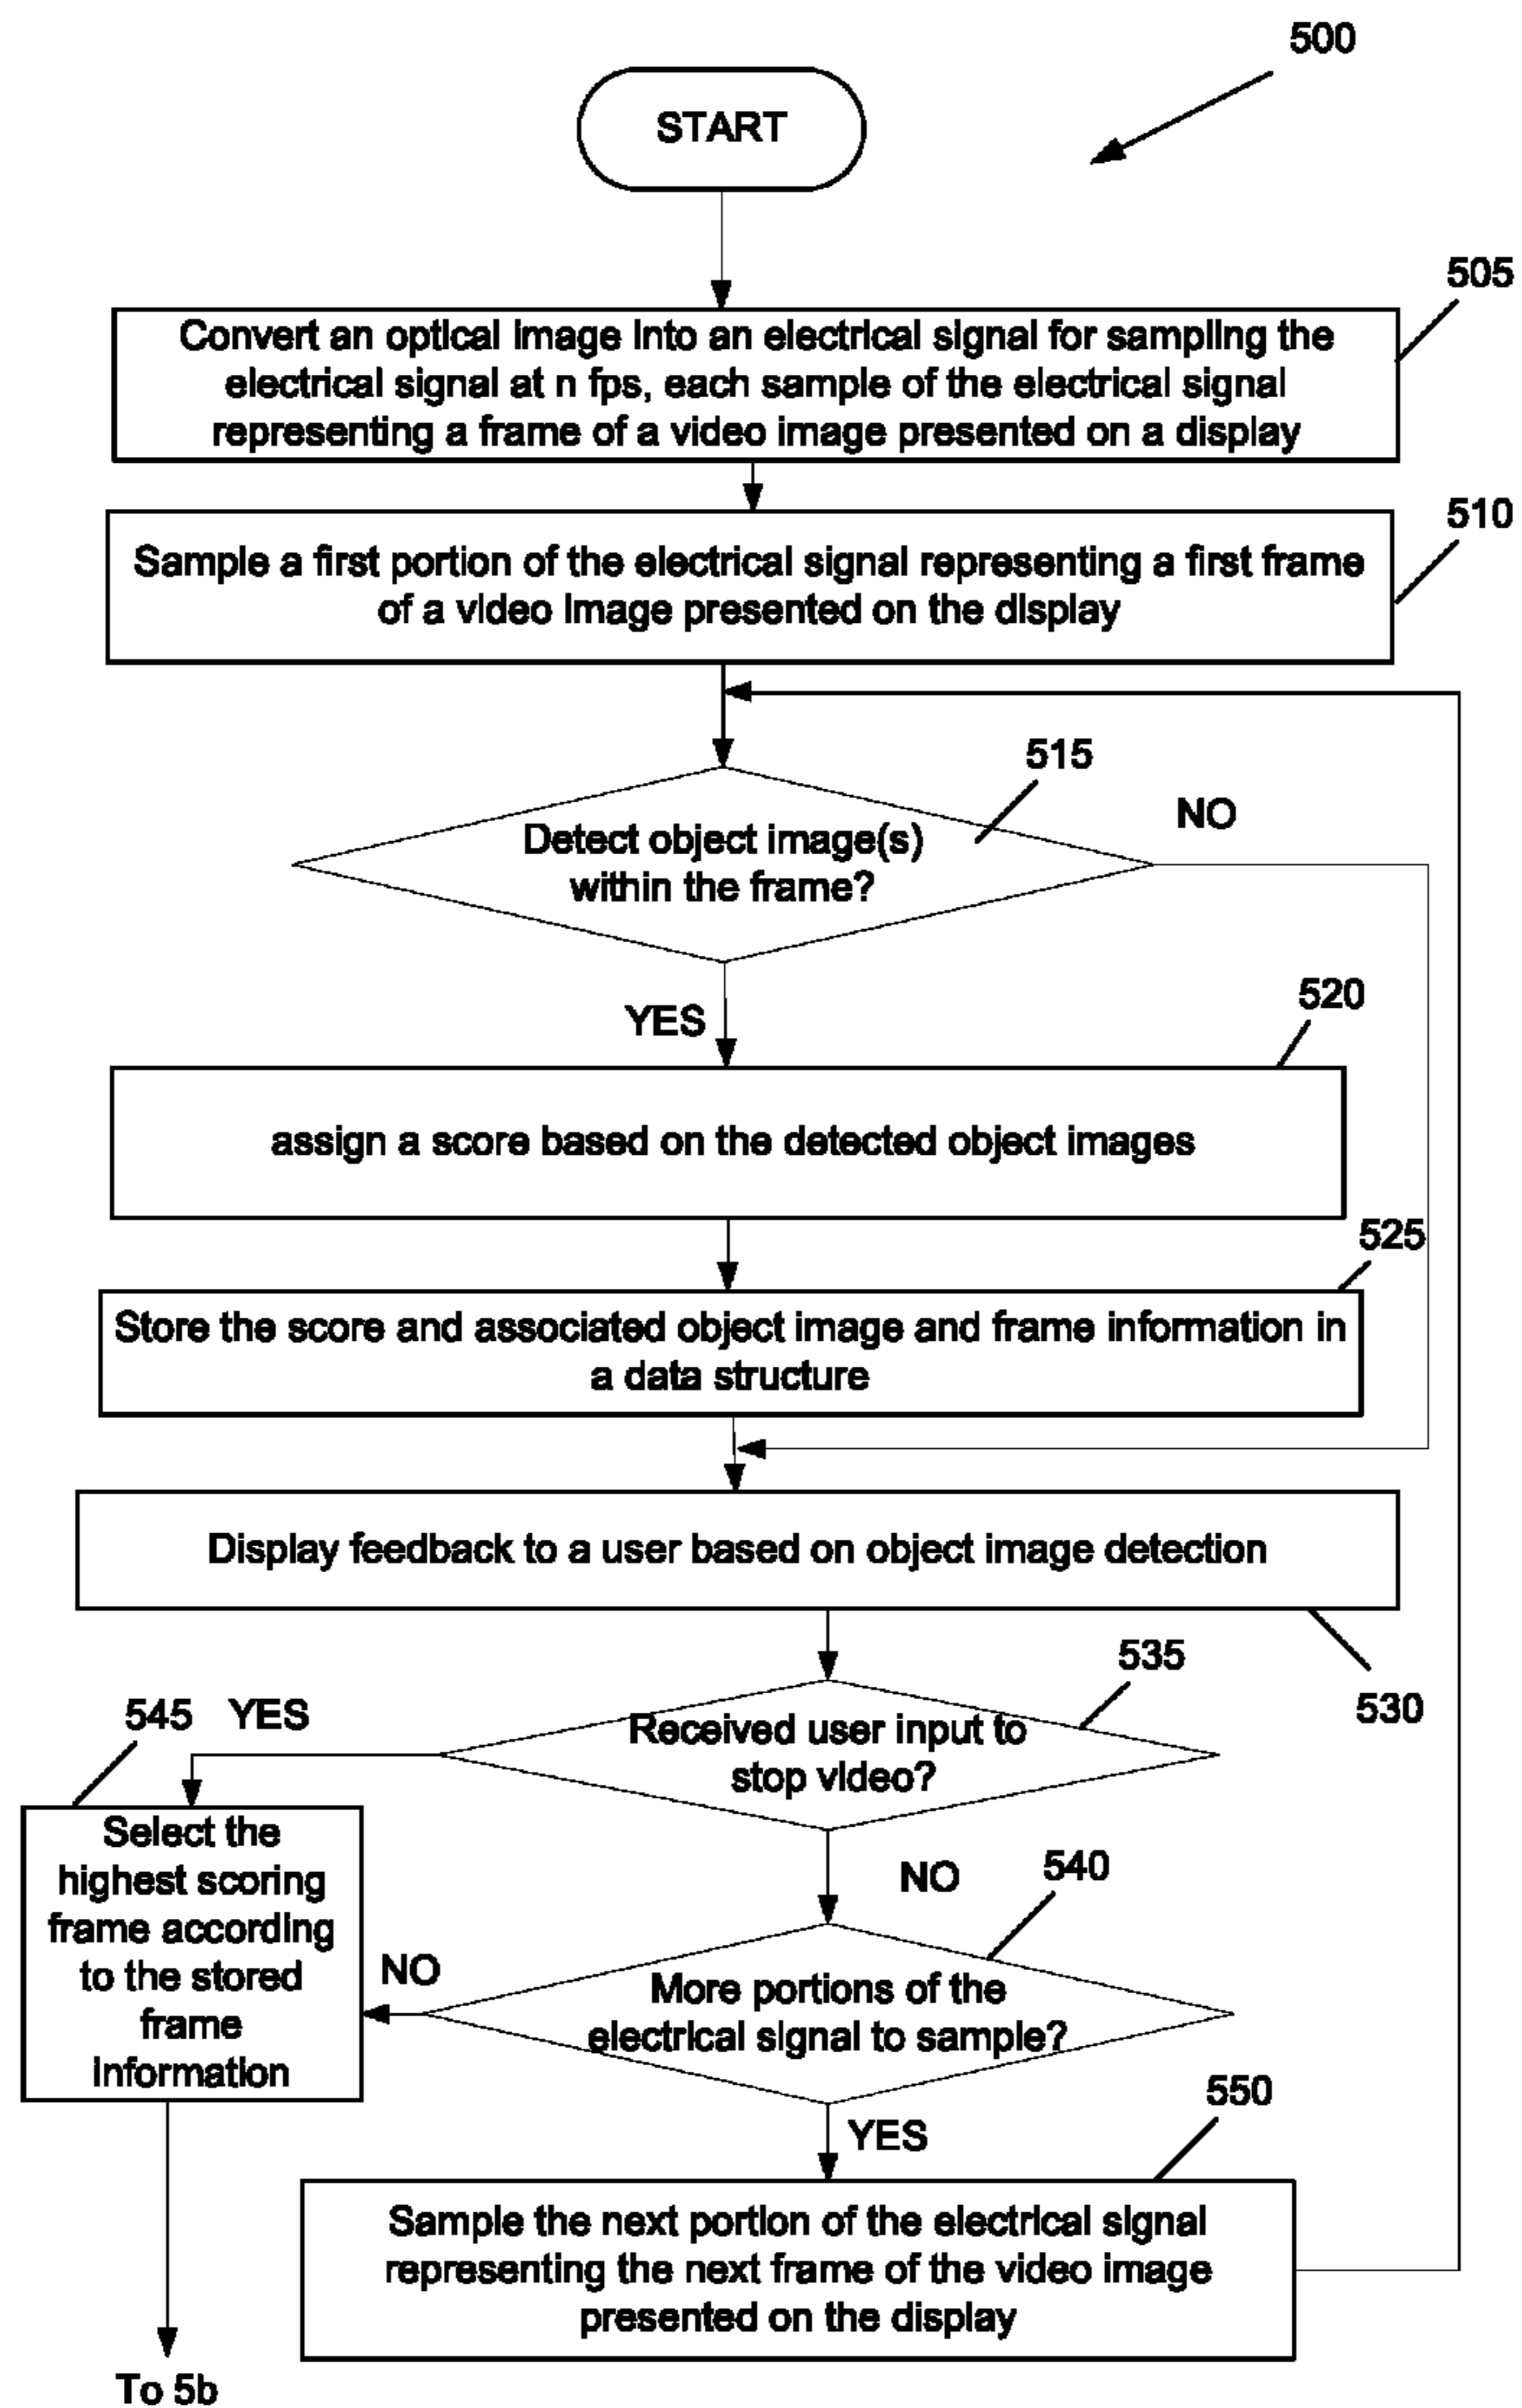 500
START
505
Convert an optical image into an electrical signal for sampling the
electrical signal at n fps, each sample of the electrical signal
representing a frame of a video image presented on a display
510
Sample a first portion of the electrical signal representing a first frame
of a video image presented on the display
515
NO
Detect object image(s)
within the frame?
YES
520
assign a score based on the detected object images
525
Store the score and associated object image and frame information in
a data structure
Display feedback to a user based on object image detection
530
535
545
YES
Received user input to
stop video?
NO
540
Select the
highest scoring
frame according
to the stored
frame
information
NO
More portions of the
electrical signal to sample?
YES
550
Sample the next portion of the electrical signal
representing the next frame of the video image
presented on the display
To 5b